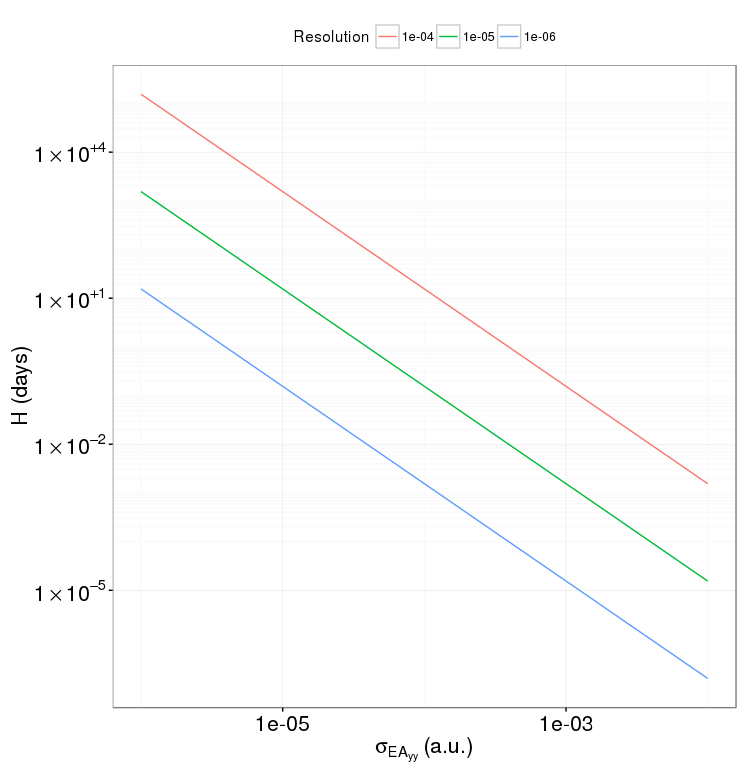 Resolution 1e-04 1e-05 1e-06
1×10⁺⁴
1×10⁺¹
1×10⁻²
1×10⁻⁵
H (days)
1e-05 1e-03
σEAyy (a.u.)